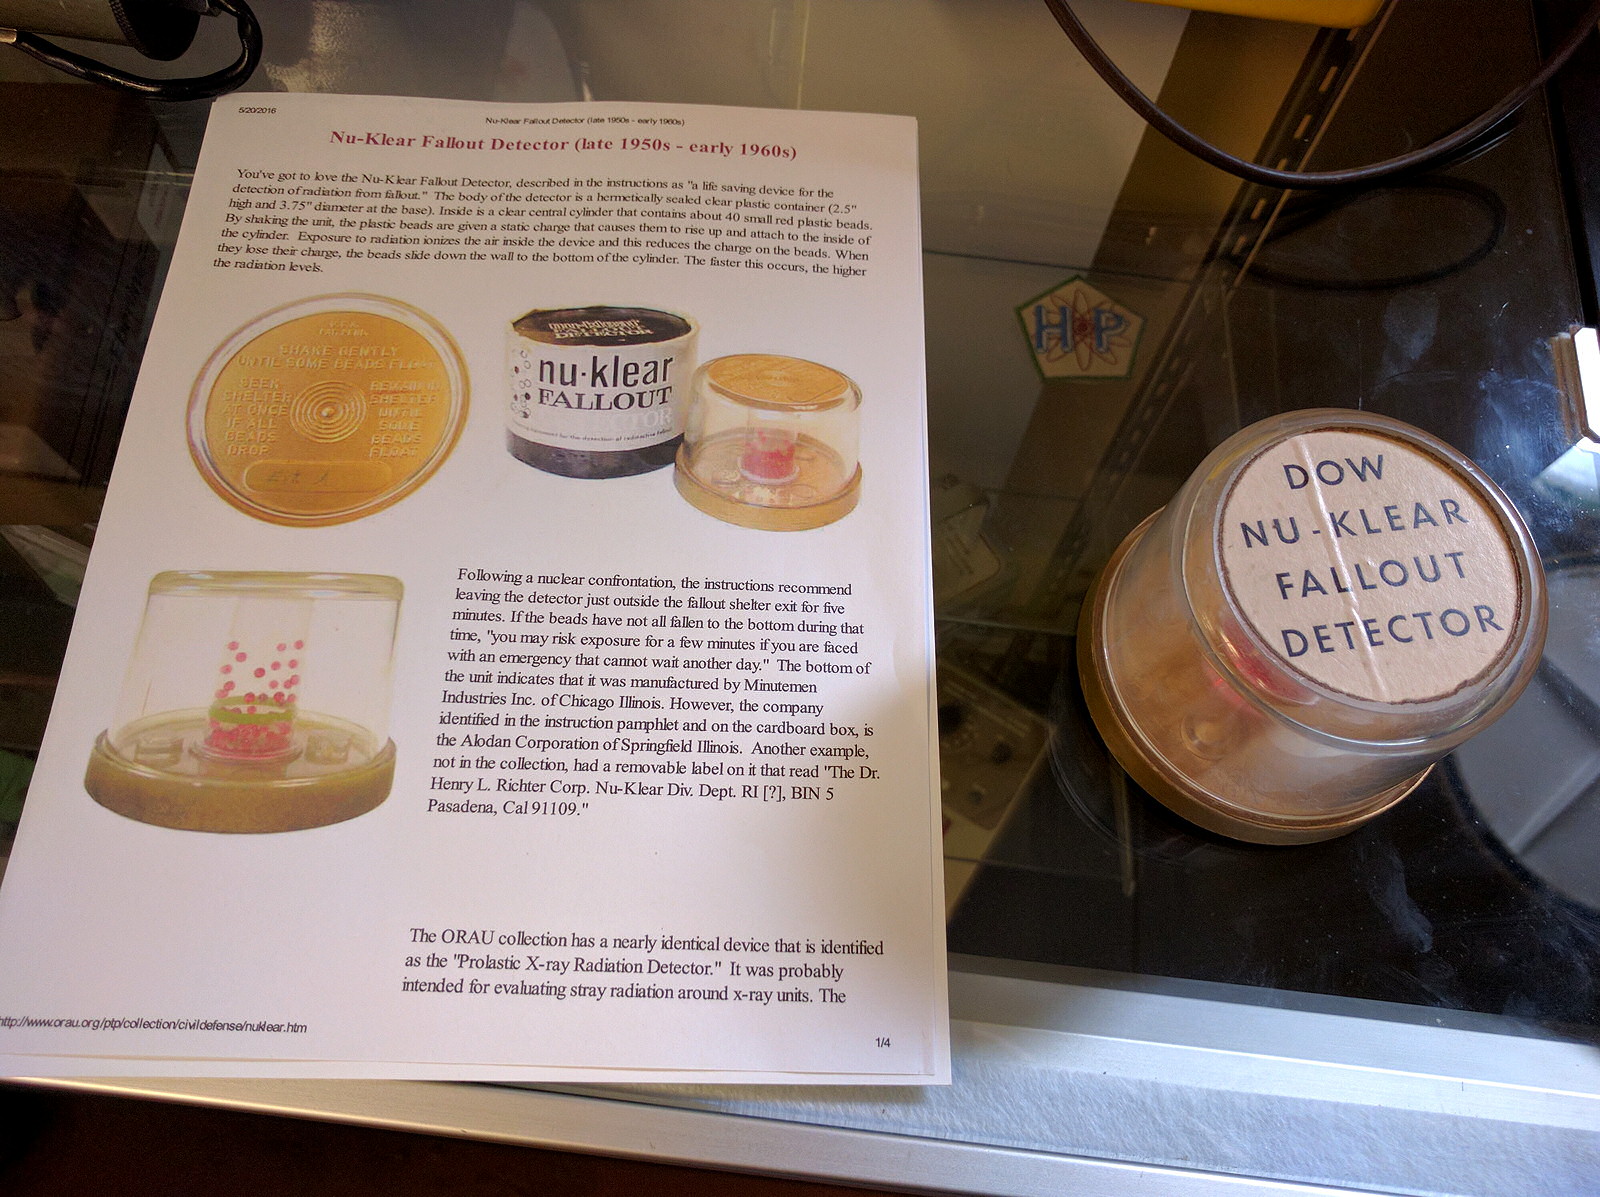 5/20/2016
Nu-Klear Fallout Detector (late 1950s - early 1960s)
Nu-Klear Fallout Detector (late 1950s - early 1960s)
You've got to love the Nu-Klear Fallout Detector, described in the instructions as "a life saving device for the
detection of radiation from fallout." The body of the detector is a hermetically sealed clear plastic container (2.5"
high and 3.75" diameter at the base). Inside is a clear central cylinder that contains about 40 small red plastic beads.
By shaking the unit, the plastic beads are given a static charge that causes them to rise up and attach to the inside of
the cylinder. Exposure to radiation ionizes the air inside the device and this reduces the charge on the beads. When
they lose their charge, the beads slide down the wall to the bottom of the cylinder. The faster this occurs, the higher
the radiation levels.
SHAKE GENTLY
UNTIL SOME BEADS FLOAT
SEEK
SHELTER
AT ONCE
IF ALL
BEADS
DROP
SHELTER
UNTIL
SOME
BEADS
FLOAT
DETECTOR
nu·klear
FALLOUT
TOR
for the detection of radioactive
Following a nuclear confrontation, the instructions recommend
leaving the detector just outside the fallout shelter exit for five
minutes. If the beads have not all fallen to the bottom during that
time, "you may risk exposure for a few minutes if you are faced
with an emergency that cannot wait another day." The bottom of
the unit indicates that it was manufactured by Minutemen
Industries Inc. of Chicago Illinois. However, the company
identified in the instruction pamphlet and on the cardboard box, is
the Alodan Corporation of Springfield Illinois. Another example,
not in the collection, had a removable label on it that read "The Dr.
Henry L. Richter Corp. Nu-Klear Div. Dept. RI [?], BIN 5
Pasadena, Cal 91109."
The ORAU collection has a nearly identical device that is identified
as the "Prolastic X-ray Radiation Detector." It was probably
intended for evaluating stray radiation around x-ray units. The
http://www.orau.org/ptp/collection/civildefense/nuklear.htm
1/4
HP
DOW
NU-KLEAR
FALLOUT
DETECTOR